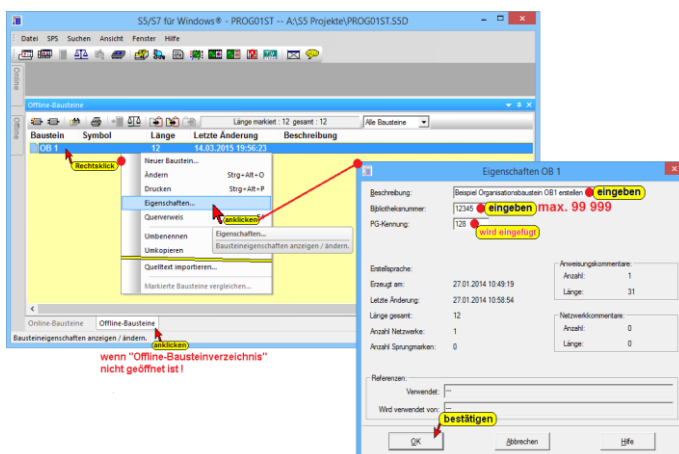 S5/S7 für Windows® - PROG01ST -- A:\S5 Projekte\PROG01ST.S5D
Datei SPS Suchen Ansicht Fenster Hilfe
Online
Offline-Bausteine
Offline
Länge markiert : 12 gesamt : 12
Alle Bausteine
Baustein Symbol Länge Letzte Änderung Beschreibung
OB 1 12 14.03.2015 19:56:23
Rechtsklick
Neuer Baustein...
Ändern Strg+Alt+O
Drucken Strg+Alt+P
Eigenschaften...
Querverweis
anklicken
Umbenennen
Umkopieren
Eigenschaften...
Bausteineigenschaften anzeigen / ändern.
Quelltext importieren...
Markierte Bausteine vergleichen...
Online-Bausteine Offline-Bausteine
Bausteineigenschaften anzeigen / ändern.
anklicken
wenn "Offline-Bausteinverzeichnis"
nicht geöffnet ist !
Eigenschaften OB 1
Beschreibung: Beispiel Organisationsbaustein OB1 erstellen eingeben
Bibliotheksnummer: 12345 eingeben max. 99 999
PG-Kennung: 128 wird eingefügt
Erstellsprache:
Erzeugt am: 27.01.2014 10:49:19
Letzte Änderung: 27.01.2014 10:58:54
Länge gesamt: 12
Anzahl Netzwerke: 1
Anzahl Sprungmarken: 0
Anweisungskommentare:
Anzahl: 1
Länge: 31
Netzwerkkommentare:
Anzahl: 0
Länge: 0
Referenzen:
Verwendet: ---
Wird verwendet von: ---
bestätigen
OK Abbrechen Hilfe